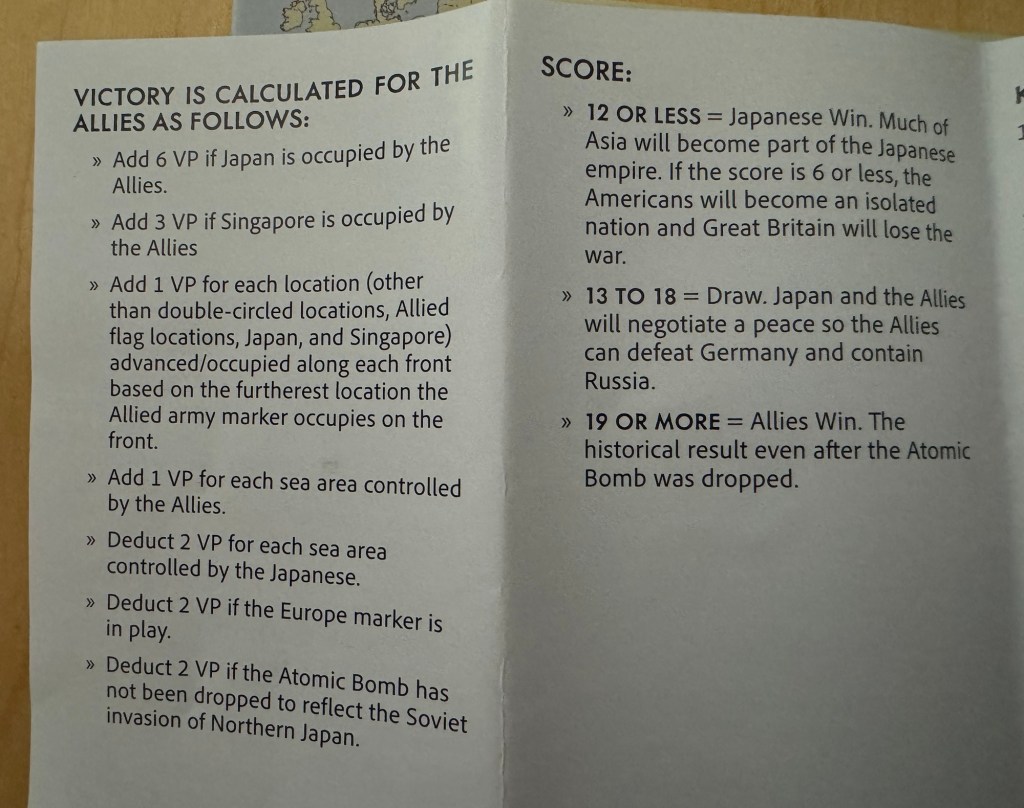 VICTORY IS CALCULATED FOR THE
ALLIES AS FOLLOWS:
» Add 6 VP if Japan is occupied by the
Allies.
» Add 3 VP if Singapore is occupied by
the Allies
» Add 1 VP for each location (other
than double-circled locations, Allied
flag locations, Japan, and Singapore)
advanced/occupied along each front
based on the furtherest location the
Allied army marker occupies on the
front.
» Add 1 VP for each sea area controlled
by the Allies.
» Deduct 2 VP for each sea area
controlled by the Japanese.
» Deduct 2 VP if the Europe marker is
in play.
» Deduct 2 VP if the Atomic Bomb has
not been dropped to reflect the Soviet
invasion of Northern Japan.
SCORE:
» 12 OR LESS = Japanese Win. Much of
Asia will become part of the Japanese
empire. If the score is 6 or less, the
Americans will become an isolated
nation and Great Britain will lose the
war.
» 13 TO 18 = Draw. Japan and the Allies
will negotiate a peace so the Allies
can defeat Germany and contain
Russia.
» 19 OR MORE = Allies Win. The
historical result even after the Atomic
Bomb was dropped.